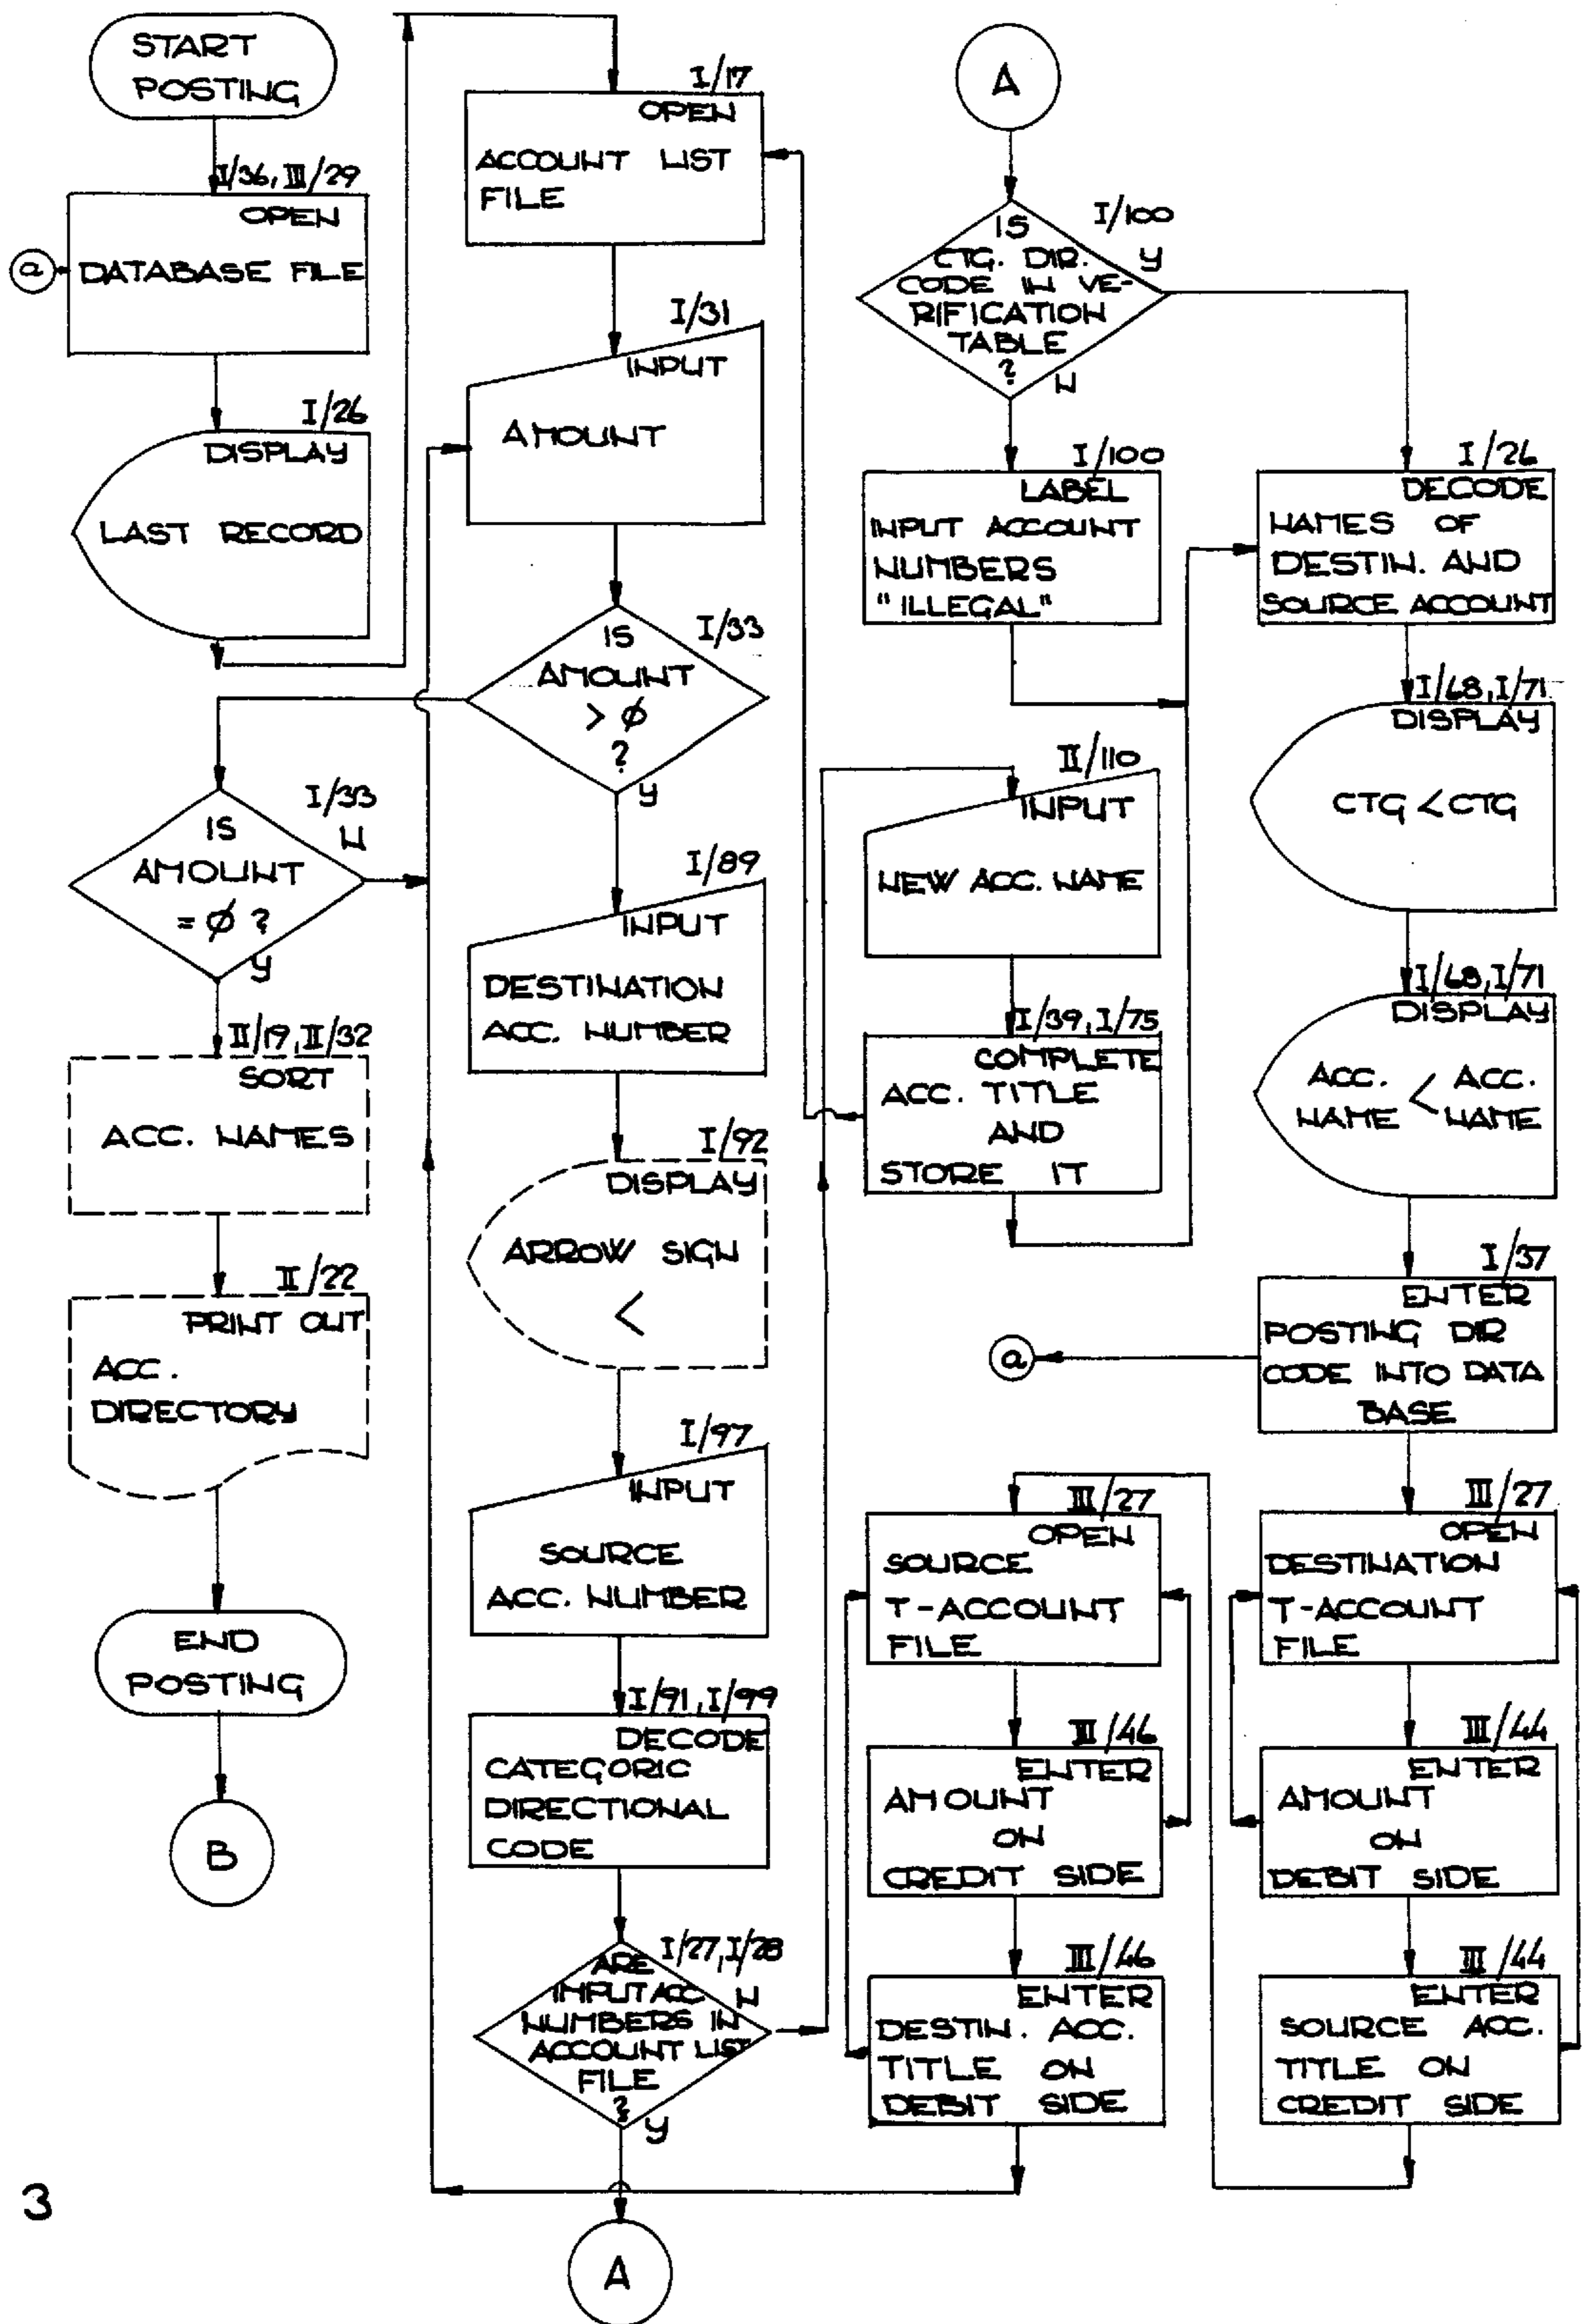 START
POSTING
I/36, III/29
OPEN
a
DATABASE FILE
I/26
DISPLAY
LAST RECORD
I/33
N
IS
AMOUNT
= Ø ?
Y
II/19, II/32
SORT
ACC. NAMES
II/22
PRINT OUT
ACC.
DIRECTORY
END
POSTING
B
I/17
OPEN
ACCOUNT LIST
FILE
I/31
INPUT
AMOUNT
I/33
IS
AMOUNT
> Ø
?
Y
I/89
INPUT
DESTINATION
ACC. NUMBER
I/92
DISPLAY
ARROW SIGN
<
I/97
INPUT
SOURCE
ACC. NUMBER
I/91, I/99
DECODE
CATEGORIC
DIRECTIONAL
CODE
I/27, I/28
ARE
INPUT ACC
N
NUMBERS IN
ACCOUNT LIST
FILE
?
Y
A
A
I/100
IS
Y
CTG. DIR.
CODE IN VE-
RIFICATION
TABLE
?
N
I/100
LABEL
INPUT ACCOUNT
NUMBERS
"ILLEGAL"
II/110
INPUT
NEW ACC. NAME
I/39, I/75
COMPLETE
ACC. TITLE
AND
STORE IT
I/26
DECODE
NAMES OF
DESTIN. AND
SOURCE ACCOUNT
I/68, I/71
DISPLAY
CTG < CTG
I/68, I/71
DISPLAY
ACC. < ACC.
NAME NAME
I/37
ENTER
POSTING DIR
CODE INTO DATA
BASE
a
III/27
OPEN
DESTINATION
T-ACCOUNT
FILE
III/44
ENTER
AMOUNT
ON
DEBIT SIDE
III/44
ENTER
SOURCE ACC.
TITLE ON
CREDIT SIDE
III/27
OPEN
SOURCE
T-ACCOUNT
FILE
III/46
ENTER
AMOUNT
ON
CREDIT SIDE
III/46
ENTER
DESTIN. ACC.
TITLE ON
DEBIT SIDE
3